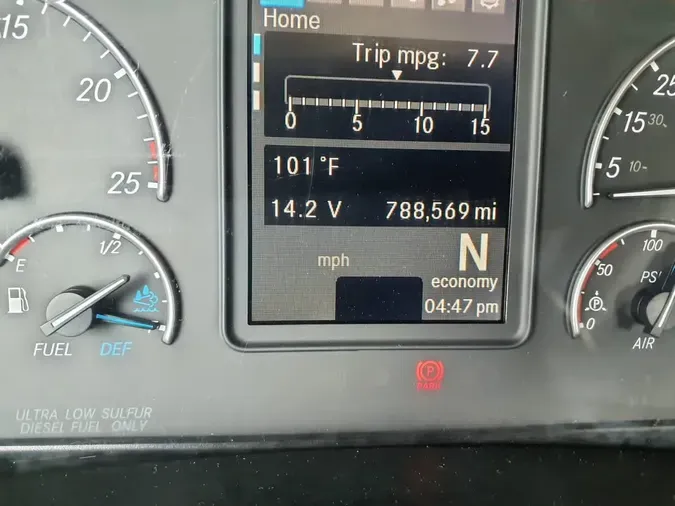 Home
15
20
25
Trip mpg: 7.7
0 5 10 15
101 °F
14.2 V 788,569 mi
mph
N
economy
04:47 pm
E
1/2
FUEL DEF
ULTRA LOW SULFUR
DIESEL FUEL ONLY
P
PARK
25
15 30
5 10
100
50
0
P
AIR